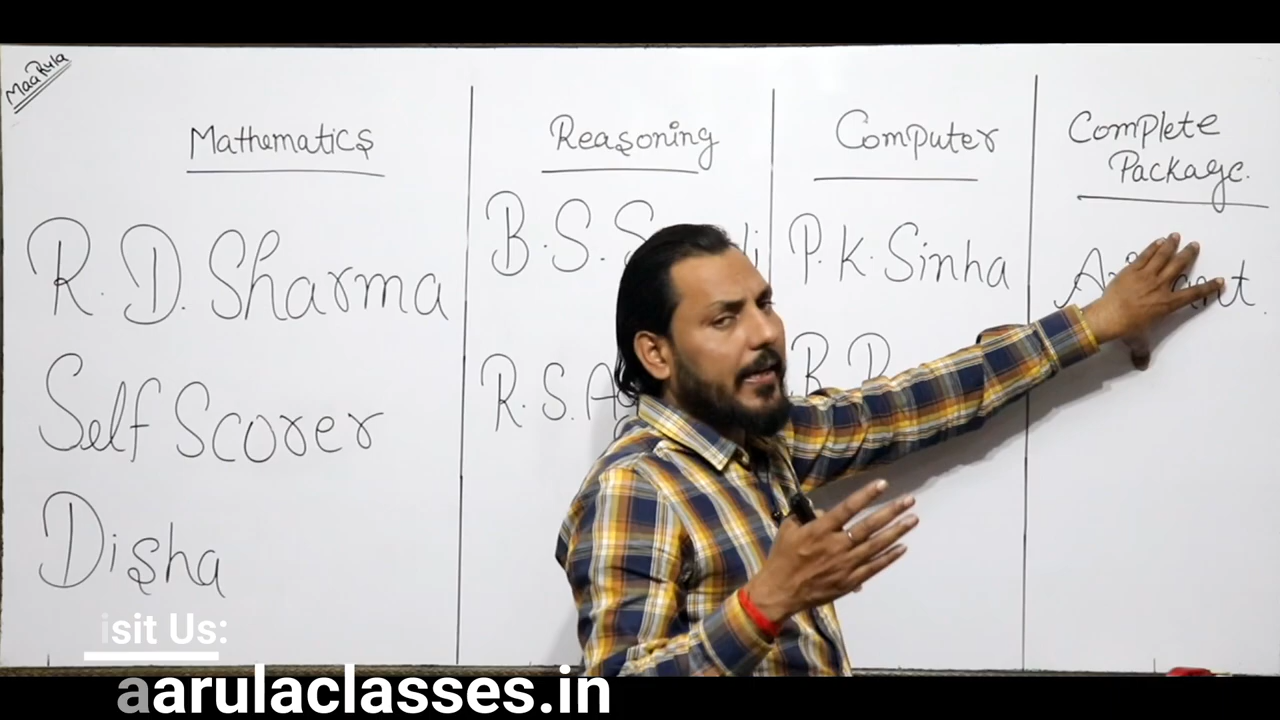 MaaRula
Mathematics
R.D. Sharma
Self Scorer
Disha
Reasoning
B.S.
R.S.
Computer
P.K. Sinha
Complete
Package.
isit Us:
aarulaclasses.in